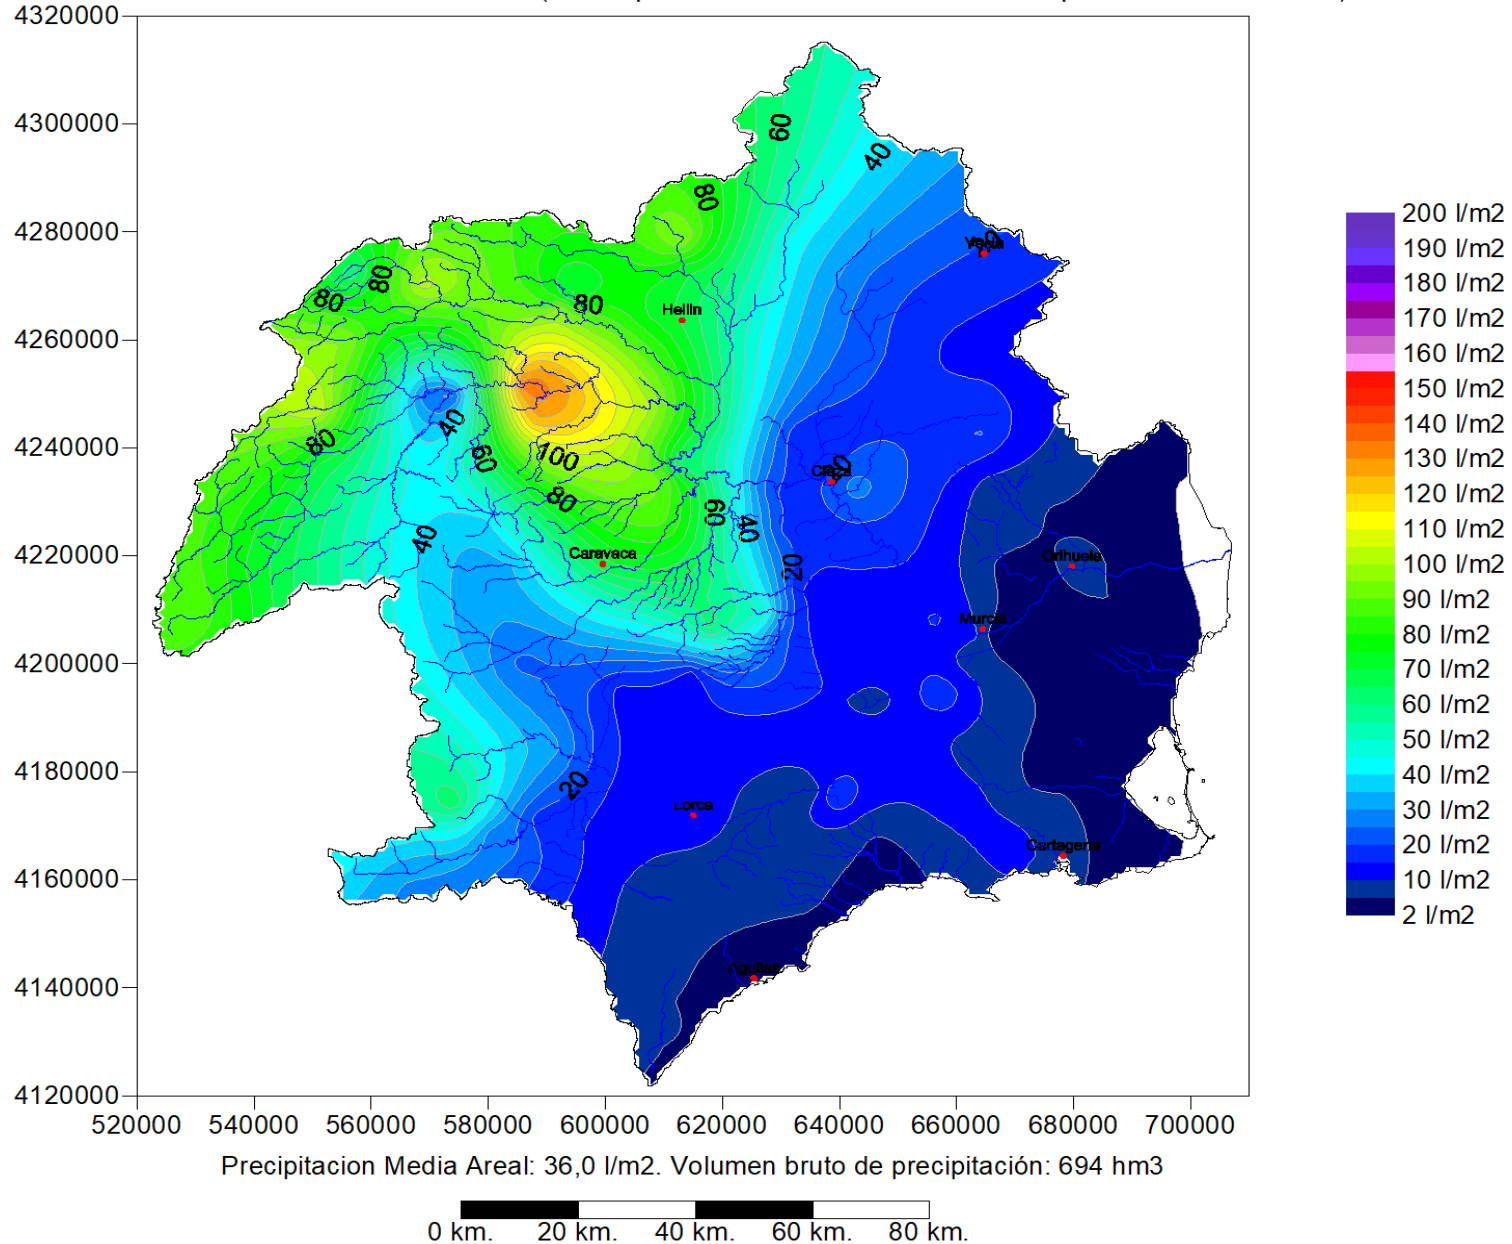 4320000
4300000
4280000
4260000
4240000
4220000
4200000
4180000
4160000
4140000
4120000
520000 540000 560000 580000 600000 620000 640000 660000 680000 700000
60
40
80
Yecla
80
80
80
Hellin
40
80
60
100
80
Cieza
60
40
40
20
Caravaca
Orihuela
Murcia
20
Lorca
Cartagena
Aguilas
200 l/m2
190 l/m2
180 l/m2
170 l/m2
160 l/m2
150 l/m2
140 l/m2
130 l/m2
120 l/m2
110 l/m2
100 l/m2
90 l/m2
80 l/m2
70 l/m2
60 l/m2
50 l/m2
40 l/m2
30 l/m2
20 l/m2
10 l/m2
2 l/m2
Precipitacion Media Areal: 36,0 l/m2. Volumen bruto de precipitación: 694 hm3
0 km. 20 km. 40 km. 60 km. 80 km.